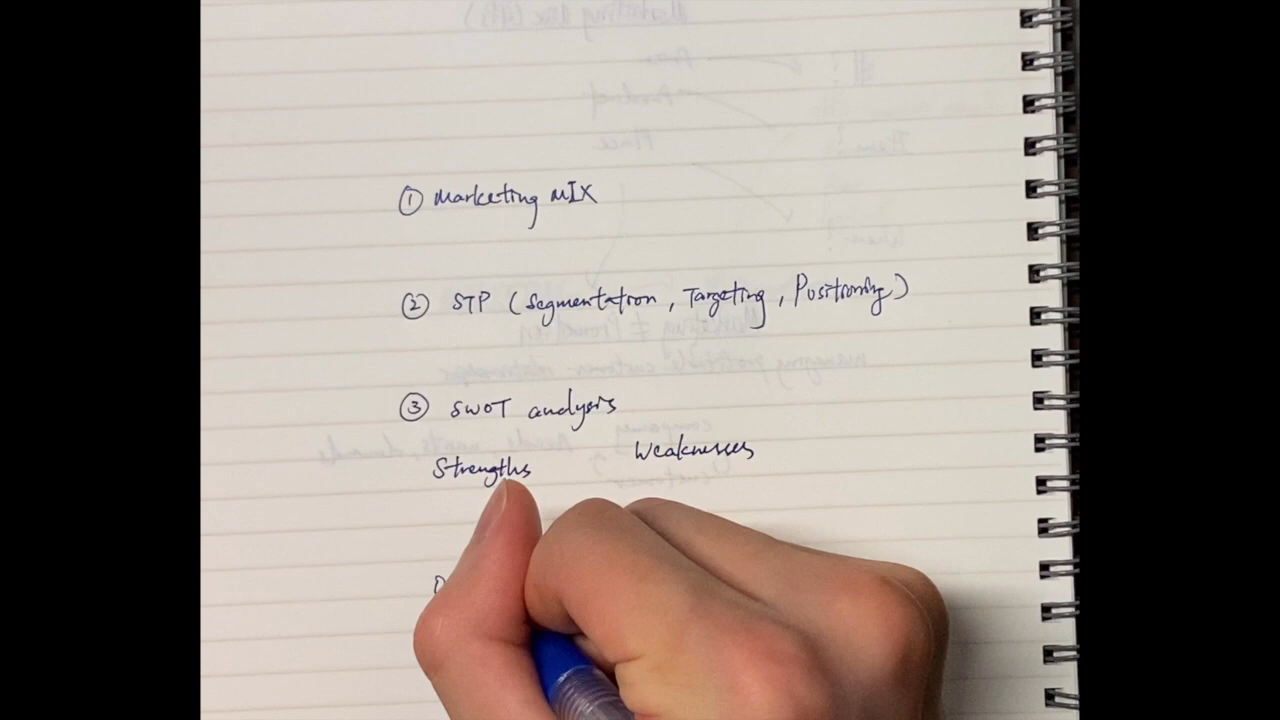 ① Marketing MIX
② STP (Segmentation, Targeting, Positioning)
③ SWOT analysis
Strengths Weaknesses
O